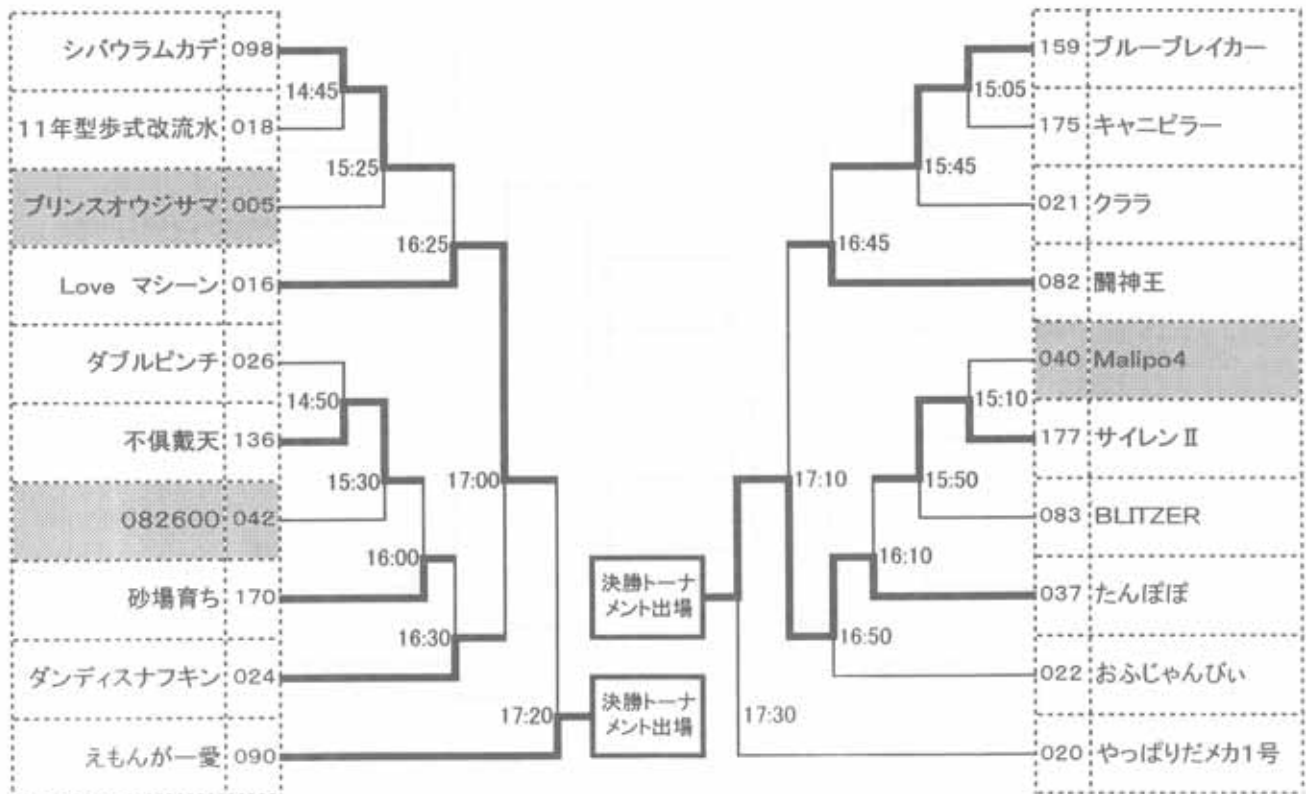 シバウラムカデ 098
14:45
11年型歩式改流水 018
15:25
プリンスオウジサマ 005
16:25
Love マシーン 016
ダブルピンチ 026
14:50
不倶戴天 136
15:30
17:00
082600 042
16:00
砂場育ち 170
16:30
ダンディスナフキン 024
17:20
えもんがー愛 090
決勝トーナ
メント出場
決勝トーナ
メント出場
159 ブルーブレイカー
15:05
175 キャニピラー
15:45
021 クララ
16:45
082 闘神王
040 Malipo4
15:10
177 サイレンⅡ
17:10
15:50
083 BLITZER
16:10
037 たんぽぽ
16:50
022 おふじゃんびぃ
17:30
020 やっぱりだメカ1号